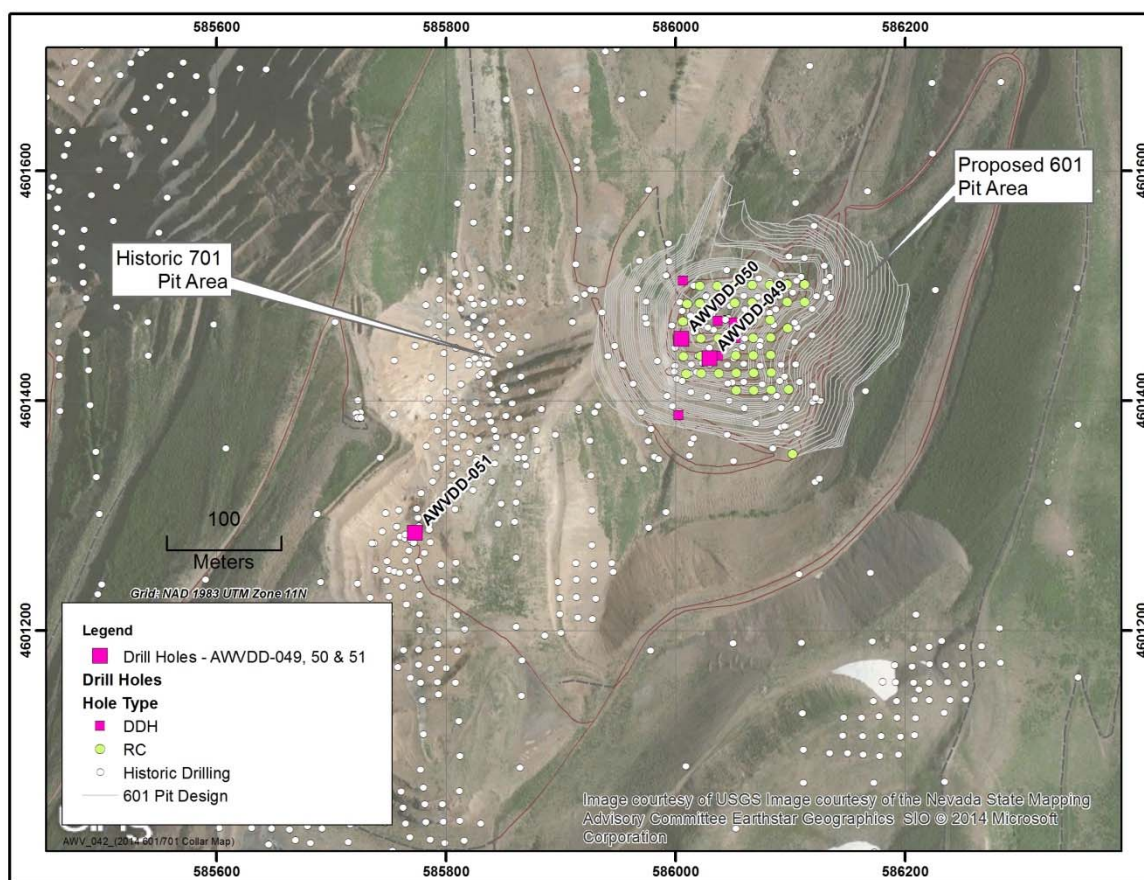 585600
585800
586000
586200
4601600
4601600
Proposed 601
Pit Area
Historic 701
Pit Area
AWVDD-050
AWVDD-049
4601400
4601400
AWVDD-051
100
Meters
Grid: NAD 1983 UTM Zone 11N
4601200
4601200
Legend
Drill Holes - AWVDD-049, 50 & 51
Drill Holes
Hole Type
DDH
RC
Historic Drilling
601 Pit Design
Image courtesy of USGS Image courtesy of the Nevada State Mapping
Advisory Committee Earthstar Geographics SIO © 2014 Microsoft
Corporation
AWV_042_(2014 601/701 Collar Map)
585600
585800
586000
586200